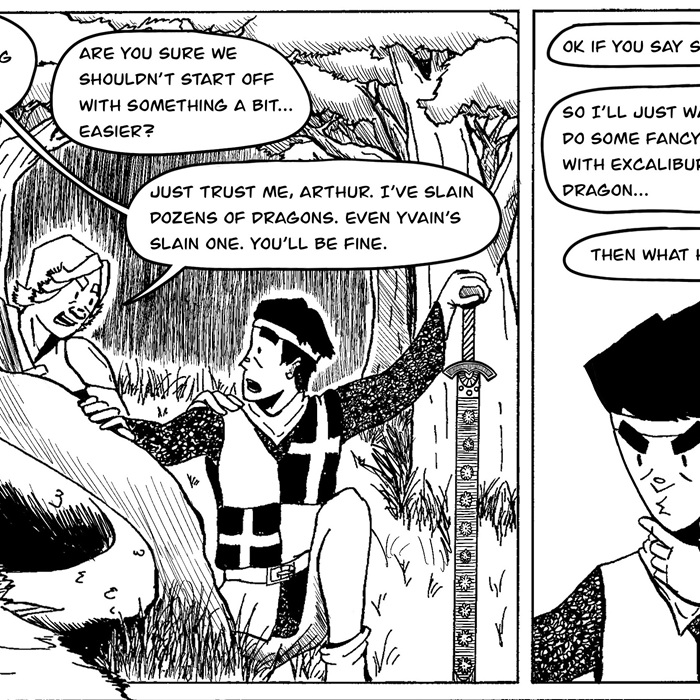 ARE YOU SURE WE
SHOULDN'T START OFF
WITH SOMETHING A BIT...
EASIER?
JUST TRUST ME, ARTHUR. I'VE SLAIN
DOZENS OF DRAGONS. EVEN YVAIN'S
SLAIN ONE. YOU'LL BE FINE.
OK IF YOU SAY
SO I'LL JUST
DO SOME FANCY
WITH EXCALIBUR
DRAGON...
THEN WHAT